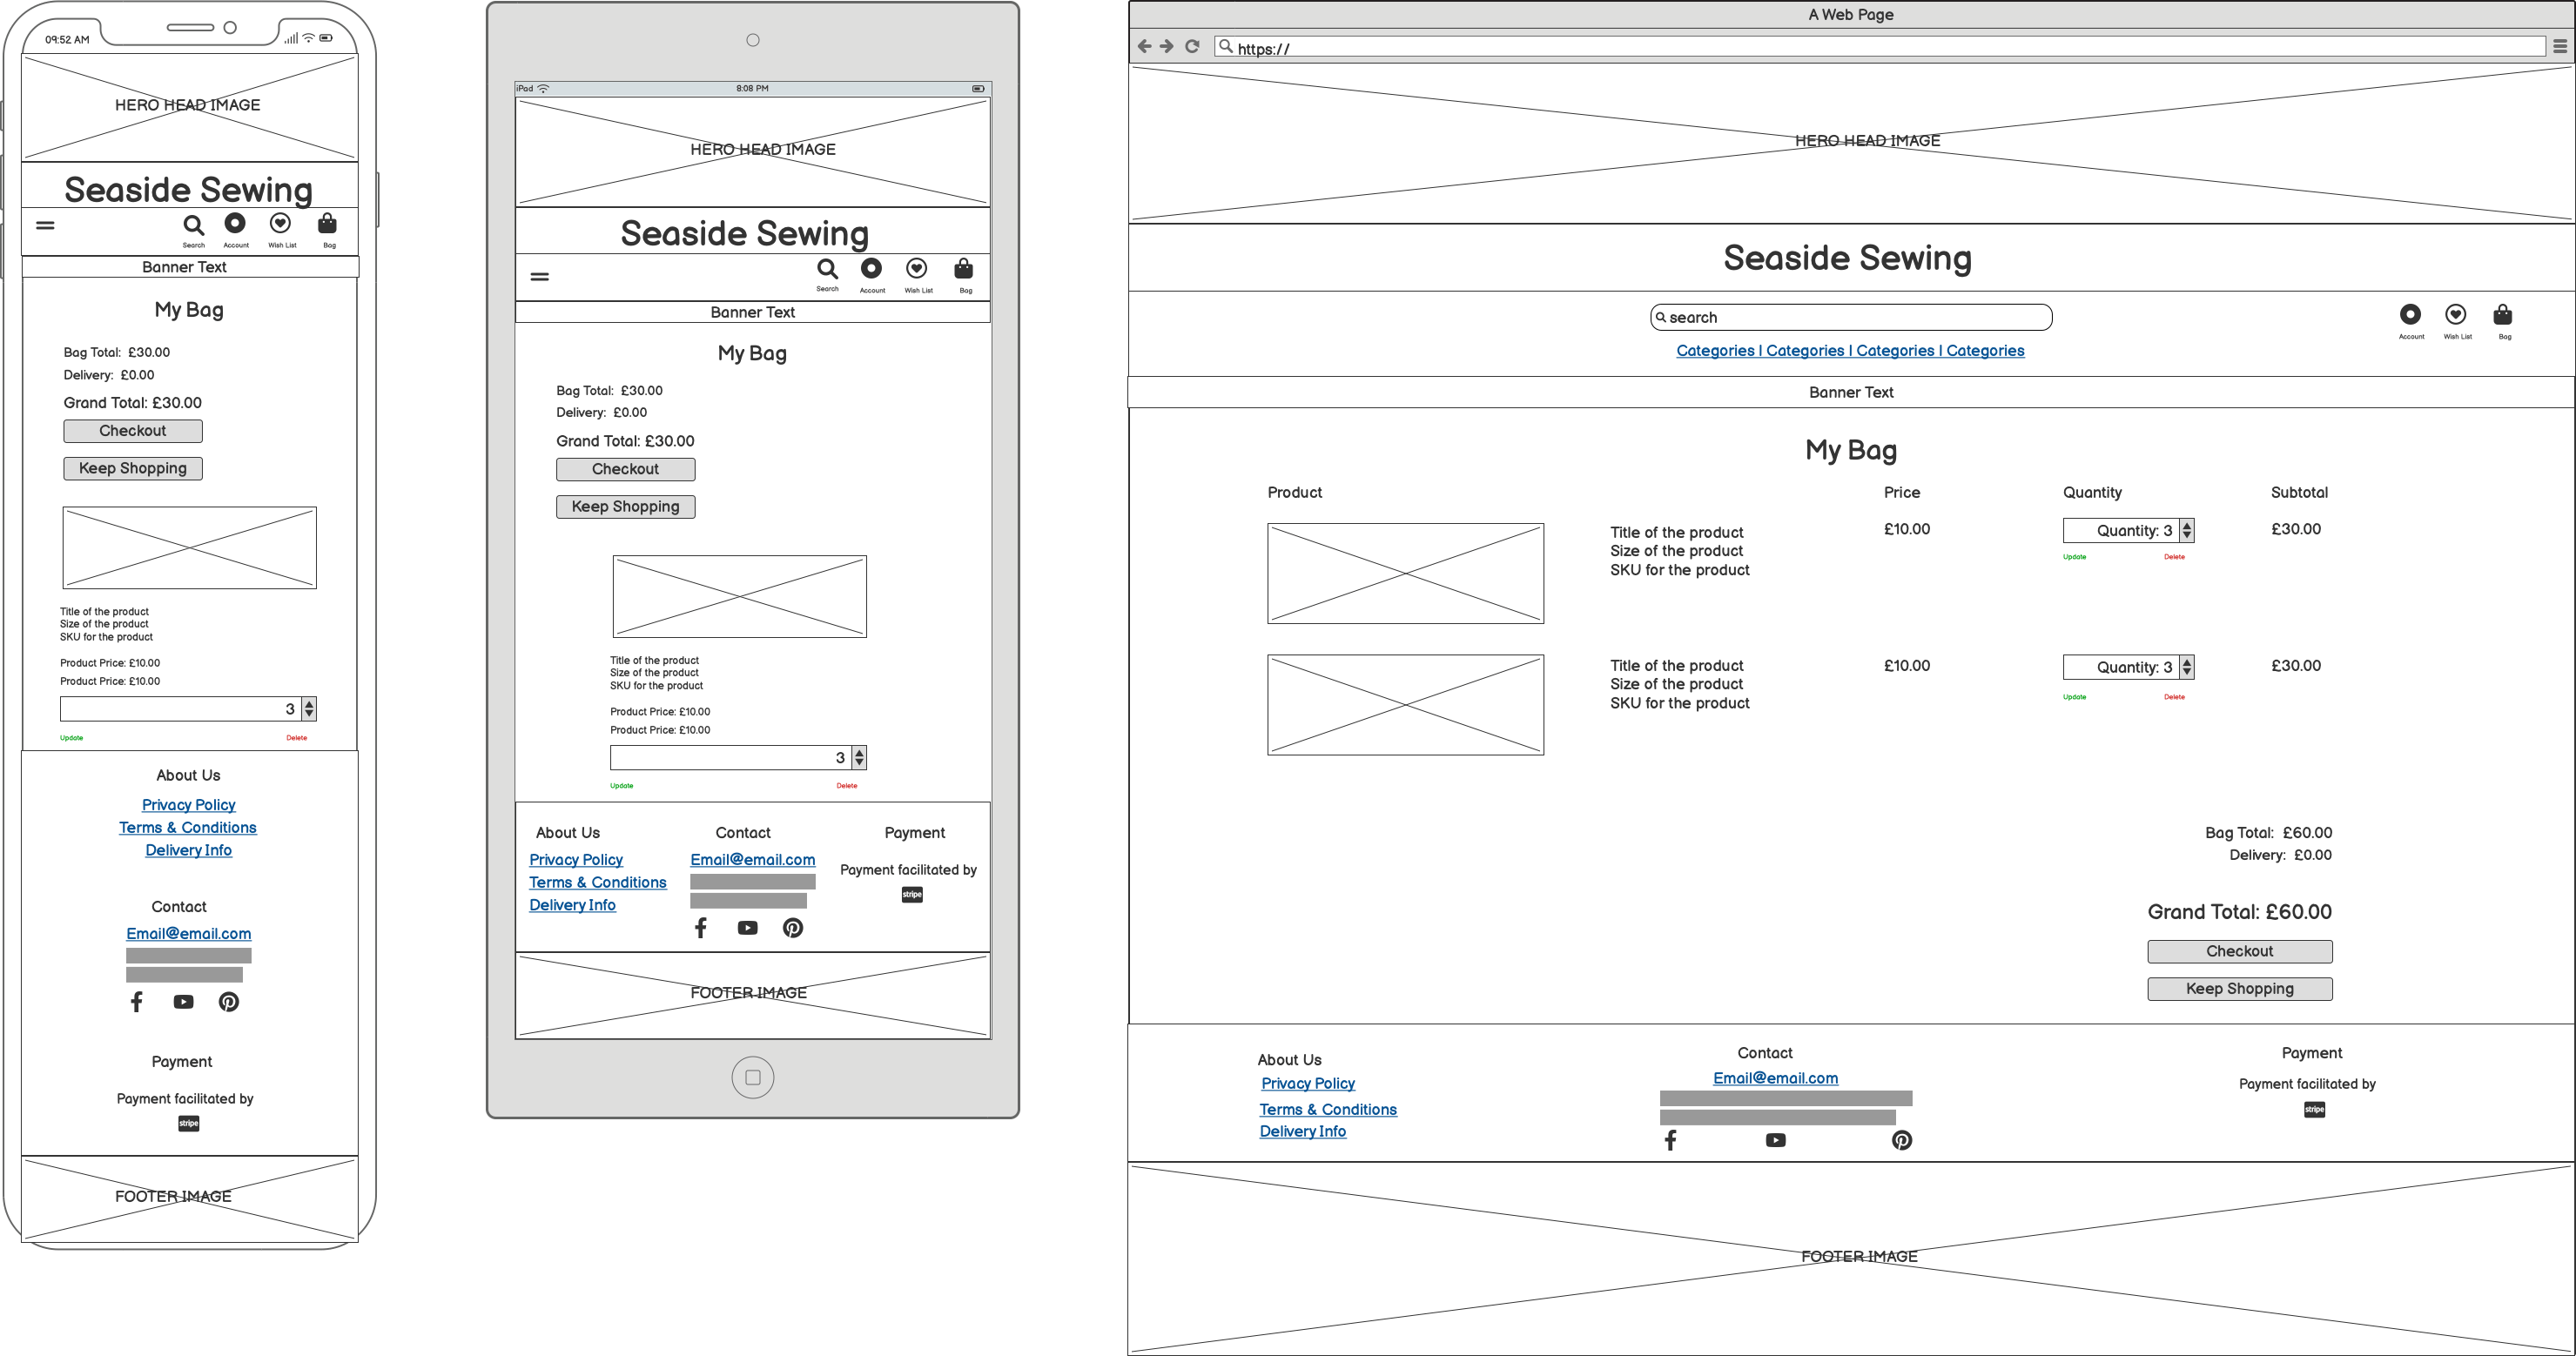 09:52 AM
HERO HEAD IMAGE
Seaside Sewing
Search Account Wish List Bag
Banner Text
My Bag
Bag Total: £30.00
Delivery: £0.00
Grand Total: £30.00
Checkout
Keep Shopping
Title of the product
Size of the product
SKU for the product
Product Price: £10.00
Product Price: £10.00
3
Update Delete
About Us
Privacy Policy
Terms & Conditions
Delivery Info
Contact
Email@email.com
Payment
Payment facilitated by
stripe
FOOTER IMAGE
iPad 8:08 PM
HERO HEAD IMAGE
Seaside Sewing
Search Account Wish List Bag
Banner Text
My Bag
Bag Total: £30.00
Delivery: £0.00
Grand Total: £30.00
Checkout
Keep Shopping
Title of the product
Size of the product
SKU for the product
Product Price: £10.00
Product Price: £10.00
3
Update Delete
About Us Contact Payment
Privacy Policy Email@email.com Payment facilitated by
Terms & Conditions stripe
Delivery Info
FOOTER IMAGE
A Web Page
https://
HERO HEAD IMAGE
Seaside Sewing
search
Account Wish List Bag
Categories | Categories | Categories | Categories
Banner Text
My Bag
Product Price Quantity Subtotal
Title of the product £10.00 Quantity: 3 £30.00
Size of the product Update Delete
SKU for the product
Title of the product £10.00 Quantity: 3 £30.00
Size of the product Update Delete
SKU for the product
Bag Total: £60.00
Delivery: £0.00
Grand Total: £60.00
Checkout
Keep Shopping
About Us Contact Payment
Privacy Policy Email@email.com Payment facilitated by
Terms & Conditions stripe
Delivery Info
FOOTER IMAGE